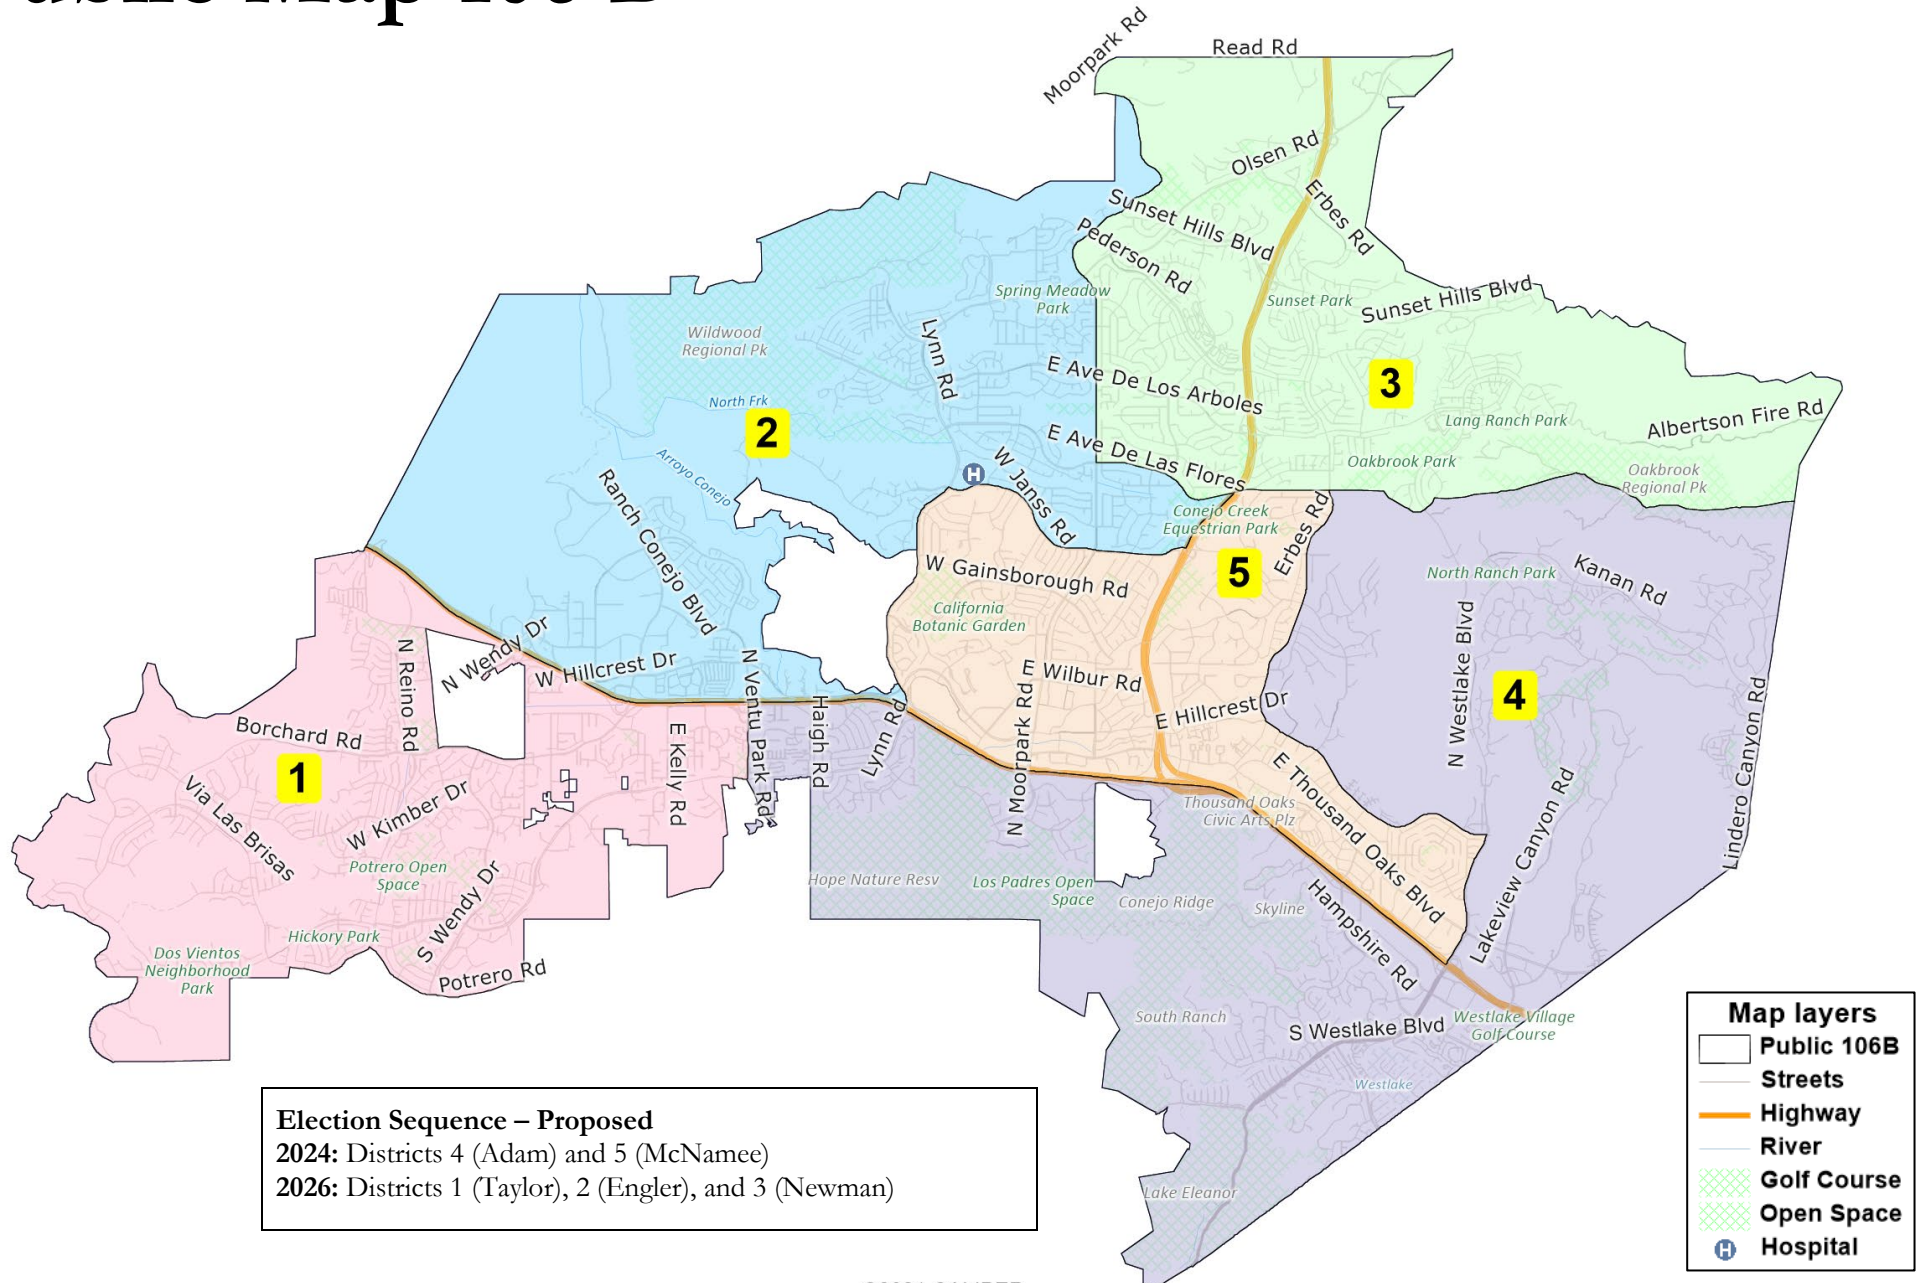 Public Map 106 B
Moorpark Rd
Read Rd
Olsen Rd
Erbes Rd
Sunset Hills Blvd
Pederson Rd
Spring Meadow
Park
Sunset Park
Sunset Hills Blvd
Wildwood
Regional Pk
Lynn Rd
E Ave De Los Arboles
3
North Frk
2
Lang Ranch Park
Albertson Fire Rd
E Ave De Las Flores
Oakbrook Park
Oakbrook
Regional Pk
Arroyo Conejo
H
W Janss Rd
Ranch Conejo Blvd
Conejo Creek
Equestrian Park
Erbes Rd
5
W Gainsborough Rd
North Ranch Park
Kanan Rd
California
Botanic Garden
N Reino Rd
N Wendy Dr
W Hillcrest Dr
N Ventu Park Rd
E Wilbur Rd
N Westlake Blvd
4
Haigh Rd
Lynn Rd
N Moorpark Rd
E Hillcrest Dr
Lindero Canyon Rd
Borchard Rd
E Kelly Rd
1
Via Las Brisas
W Kimber Dr
Thousand Oaks
Civic Arts Plz
E Thousand Oaks Blvd
Lakeview Canyon Rd
Potrero Open
Space
S Wendy Dr
Hope Nature Resv
Los Padres Open
Space
Conejo Ridge
Skyline
Hampshire Rd
Hickory Park
Dos Vientos
Neighborhood
Park
Potrero Rd
South Ranch
S Westlake Blvd
Westlake Village
Golf Course
Westlake
Lake Eleanor
Election Sequence – Proposed
2024: Districts 4 (Adam) and 5 (McNamee)
2026: Districts 1 (Taylor), 2 (Engler), and 3 (Newman)
Map layers
Public 106B
Streets
Highway
River
Golf Course
Open Space
H Hospital